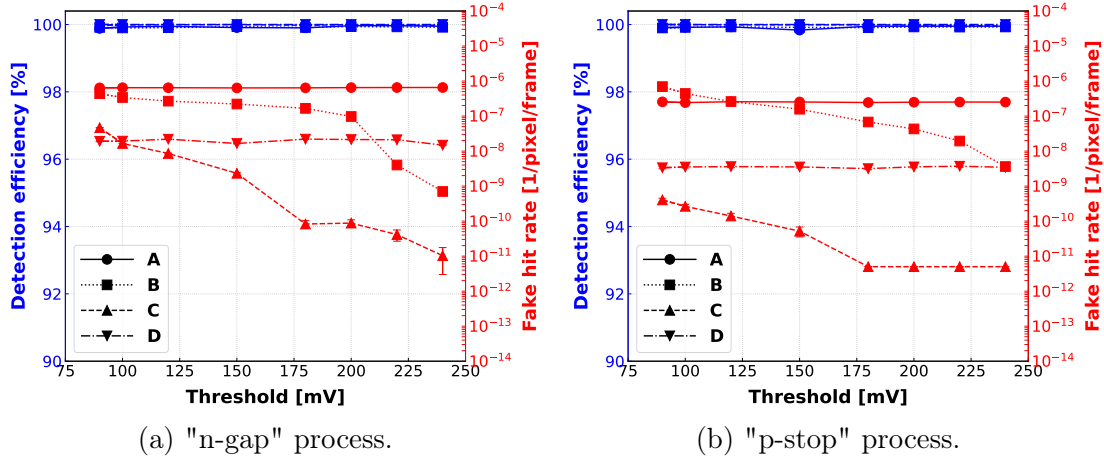 100
98
96
94
92
90
Detection efficiency [%]
A
B
C
D
75 100 125 150 175 200 225 250
Threshold [mV]
10⁻⁴
10⁻⁵
10⁻⁶
10⁻⁷
10⁻⁸
10⁻⁹
10⁻¹⁰
10⁻¹¹
10⁻¹²
10⁻¹³
10⁻¹⁴
Fake hit rate [1/pixel/frame]
(a) "n-gap" process.
100
98
96
94
92
90
Detection efficiency [%]
A
B
C
D
75 100 125 150 175 200 225 250
Threshold [mV]
10⁻⁴
10⁻⁵
10⁻⁶
10⁻⁷
10⁻⁸
10⁻⁹
10⁻¹⁰
10⁻¹¹
10⁻¹²
10⁻¹³
10⁻¹⁴
Fake hit rate [1/pixel/frame]
(b) "p-stop" process.